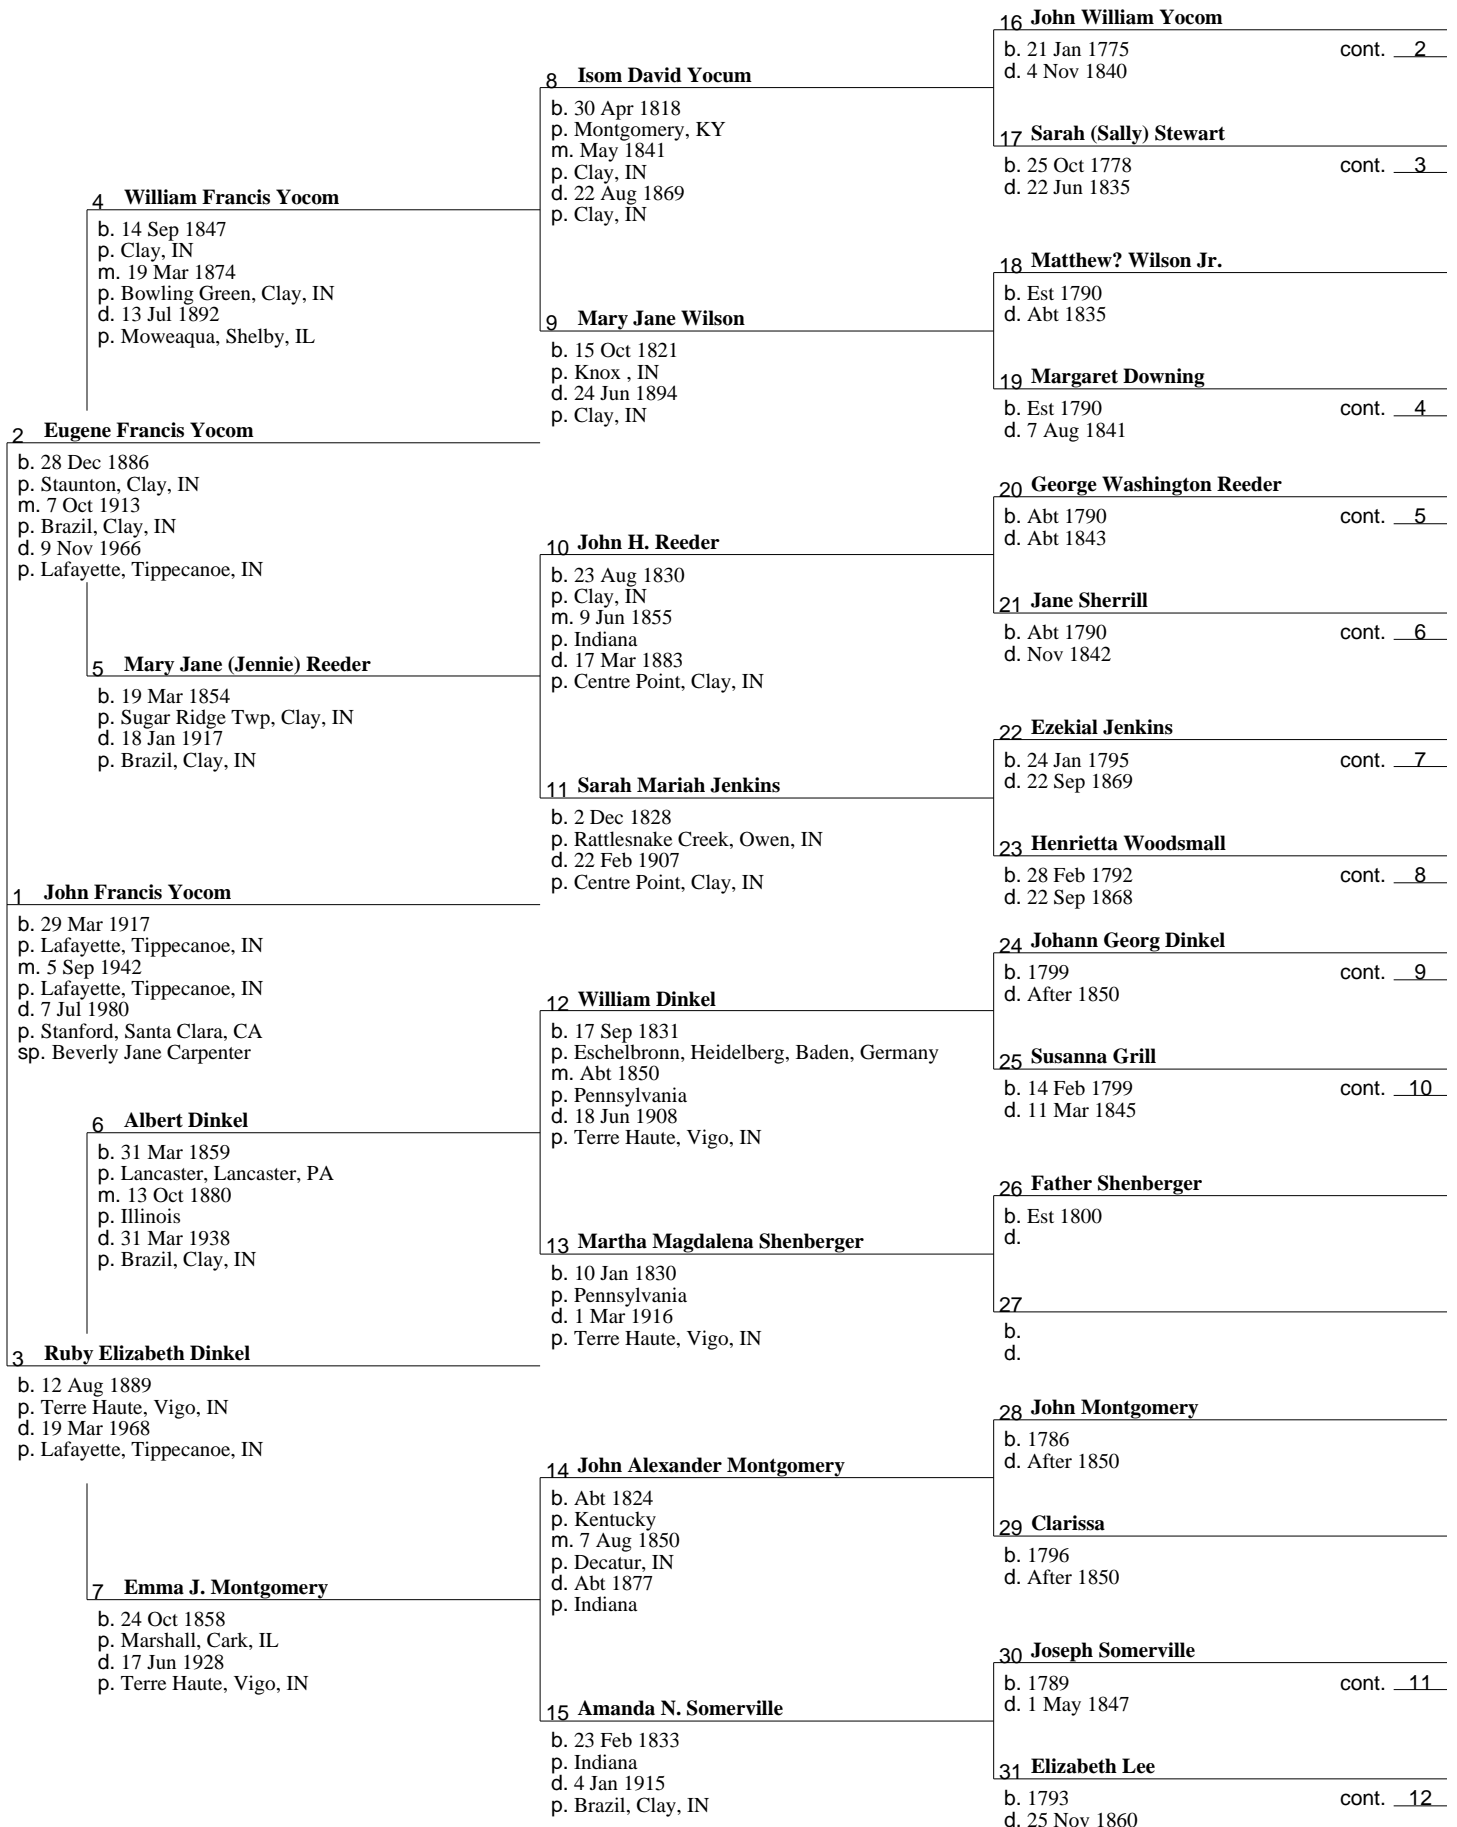 16 John William Yocom
b. 21 Jan 1775 cont. 2
d. 4 Nov 1840
8 Isom David Yocum
b. 30 Apr 1818
p. Montgomery, KY
m. May 1841
p. Clay, IN
d. 22 Aug 1869
p. Clay, IN
17 Sarah (Sally) Stewart
b. 25 Oct 1778 cont. 3
d. 22 Jun 1835
4 William Francis Yocom
b. 14 Sep 1847
p. Clay, IN
m. 19 Mar 1874
p. Bowling Green, Clay, IN
d. 13 Jul 1892
p. Moweaqua, Shelby, IL
18 Matthew? Wilson Jr.
b. Est 1790
d. Abt 1835
9 Mary Jane Wilson
b. 15 Oct 1821
p. Knox , IN
d. 24 Jun 1894
p. Clay, IN
19 Margaret Downing
b. Est 1790 cont. 4
d. 7 Aug 1841
2 Eugene Francis Yocom
b. 28 Dec 1886
p. Staunton, Clay, IN
m. 7 Oct 1913
p. Brazil, Clay, IN
d. 9 Nov 1966
p. Lafayette, Tippecanoe, IN
20 George Washington Reeder
b. Abt 1790 cont. 5
d. Abt 1843
10 John H. Reeder
b. 23 Aug 1830
p. Clay, IN
m. 9 Jun 1855
p. Indiana
d. 17 Mar 1883
p. Centre Point, Clay, IN
21 Jane Sherrill
b. Abt 1790 cont. 6
d. Nov 1842
5 Mary Jane (Jennie) Reeder
b. 19 Mar 1854
p. Sugar Ridge Twp, Clay, IN
d. 18 Jan 1917
p. Brazil, Clay, IN
22 Ezekial Jenkins
b. 24 Jan 1795 cont. 7
d. 22 Sep 1869
11 Sarah Mariah Jenkins
b. 2 Dec 1828
p. Rattlesnake Creek, Owen, IN
d. 22 Feb 1907
p. Centre Point, Clay, IN
23 Henrietta Woodsmall
b. 28 Feb 1792 cont. 8
d. 22 Sep 1868
1 John Francis Yocom
b. 29 Mar 1917
p. Lafayette, Tippecanoe, IN
m. 5 Sep 1942
p. Lafayette, Tippecanoe, IN
d. 7 Jul 1980
p. Stanford, Santa Clara, CA
sp. Beverly Jane Carpenter
24 Johann Georg Dinkel
b. 1799 cont. 9
d. After 1850
12 William Dinkel
b. 17 Sep 1831
p. Eschelbronn, Heidelberg, Baden, Germany
m. Abt 1850
p. Pennsylvania
d. 18 Jun 1908
p. Terre Haute, Vigo, IN
25 Susanna Grill
b. 14 Feb 1799 cont. 10
d. 11 Mar 1845
6 Albert Dinkel
b. 31 Mar 1859
p. Lancaster, Lancaster, PA
m. 13 Oct 1880
p. Illinois
d. 31 Mar 1938
p. Brazil, Clay, IN
26 Father Shenberger
b. Est 1800
d.
13 Martha Magdalena Shenberger
b. 10 Jan 1830
p. Pennsylvania
d. 1 Mar 1916
p. Terre Haute, Vigo, IN
27
b.
d.
3 Ruby Elizabeth Dinkel
b. 12 Aug 1889
p. Terre Haute, Vigo, IN
d. 19 Mar 1968
p. Lafayette, Tippecanoe, IN
28 John Montgomery
b. 1786
d. After 1850
14 John Alexander Montgomery
b. Abt 1824
p. Kentucky
m. 7 Aug 1850
p. Decatur, IN
d. Abt 1877
p. Indiana
29 Clarissa
b. 1796
d. After 1850
7 Emma J. Montgomery
b. 24 Oct 1858
p. Marshall, Cark, IL
d. 17 Jun 1928
p. Terre Haute, Vigo, IN
30 Joseph Somerville
b. 1789 cont. 11
d. 1 May 1847
15 Amanda N. Somerville
b. 23 Feb 1833
p. Indiana
d. 4 Jan 1915
p. Brazil, Clay, IN
31 Elizabeth Lee
b. 1793 cont. 12
d. 25 Nov 1860